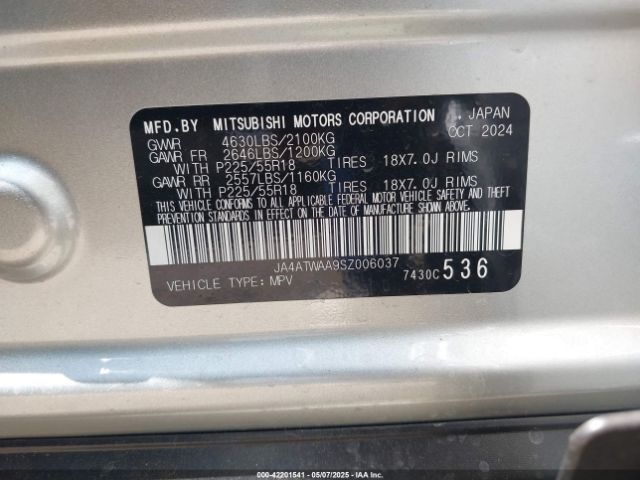 MFD.BY MITSUBISHI MOTORS CORPORATION JAPAN
GVWR 4630LBS/2100KG OCT 2024
GAWR FR 2646LBS/1200KG
WITH P225/55R18 TIRES 18X7.0J RIMS
GAWR RR 2557LBS/1160KG
WITH P225/55R18 TIRES 18X7.0J RIMS
THIS VEHICLE CONFORMS TO ALL APPLICABLE FEDERAL MOTOR VEHICLE SAFETY AND THEFT
PREVENTION STANDARDS IN EFFECT ON THE DATE OF MANUFACTURE SHOWN ABOVE.
JA4ATWAA9SZ006037
7430C 536
VEHICLE TYPE: MPV
000-42201541 - 05/07/2025 - IAA Inc.